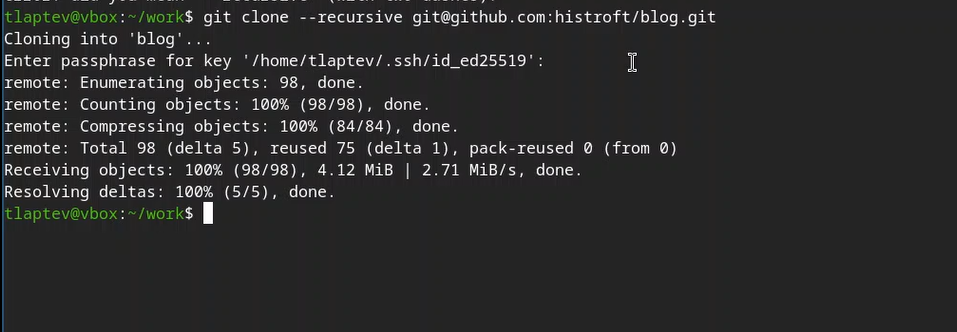 tlaptev@vbox:~/work$ git clone --recursive git@github.com:histroft/blog.git
Cloning into 'blog'...
Enter passphrase for key '/home/tlaptev/.ssh/id_ed25519':
remote: Enumerating objects: 98, done.
remote: Counting objects: 100% (98/98), done.
remote: Compressing objects: 100% (84/84), done.
remote: Total 98 (delta 5), reused 75 (delta 1), pack-reused 0 (from 0)
Receiving objects: 100% (98/98), 4.12 MiB | 2.71 MiB/s, done.
Resolving deltas: 100% (5/5), done.
tlaptev@vbox:~/work$